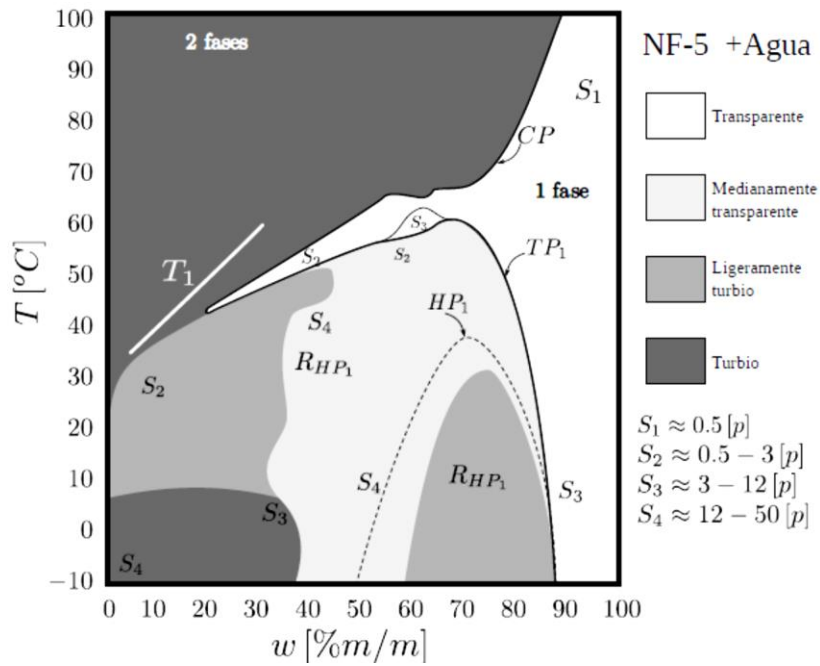 NF-5 +Agua
Transparente
Medianamente
transparente
Ligeramente
turbio
Turbio
S₁ ≈ 0.5 [p]
S₂ ≈ 0.5 − 3 [p]
S₃ ≈ 3 − 12 [p]
S₄ ≈ 12 − 50 [p]
T [°C]
100
90
80
70
60
50
40
30
20
10
0
−10
2 fases
S₁
CP
1 fase
S₃
T₁
S₂
S₂
TP₁
HP₁
S₄
R_HP₁
S₂
S₄
R_HP₁
S₃
S₃
S₄
0 10 20 30 40 50 60 70 80 90 100
w [%m/m]